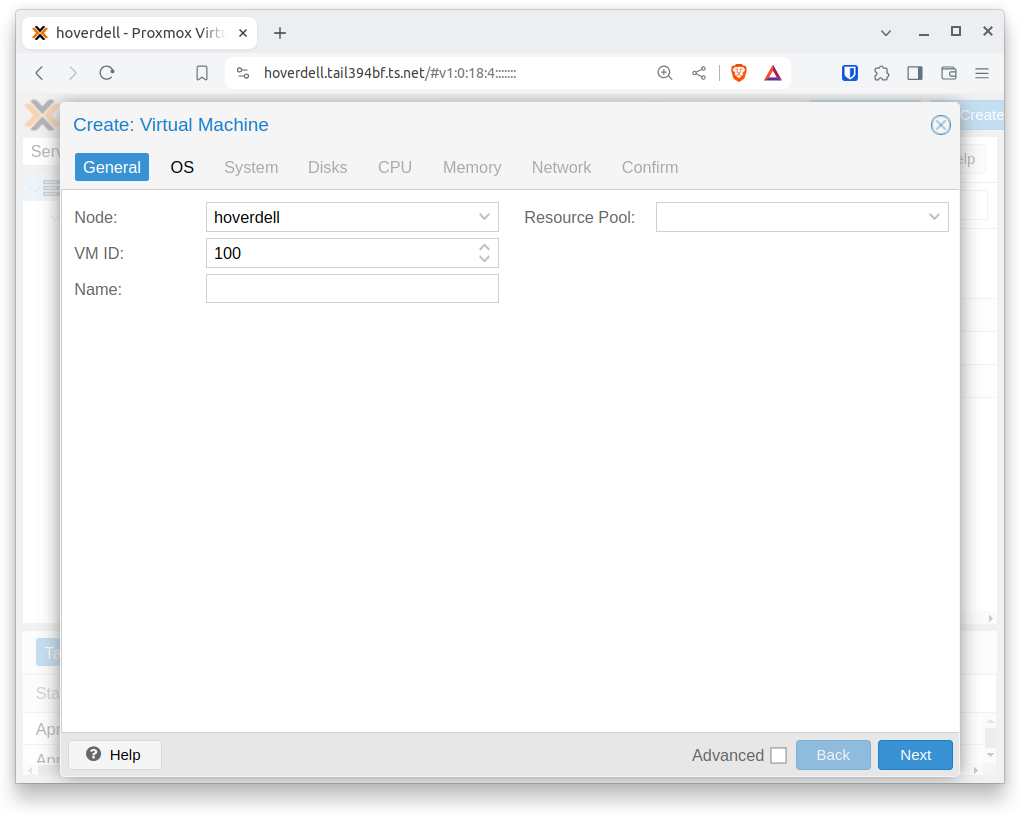 hoverdell - Proxmox Virtu
hoverdell.tail394bf.ts.net/#v1:0:18:4:::::::
Create
Serv
Create: Virtual Machine
General OS System Disks CPU Memory Network Confirm
elp
Node: hoverdell Resource Pool:
VM ID: 100
Name:
Ta
Sta
Apr
Apr
Help Advanced Back Next